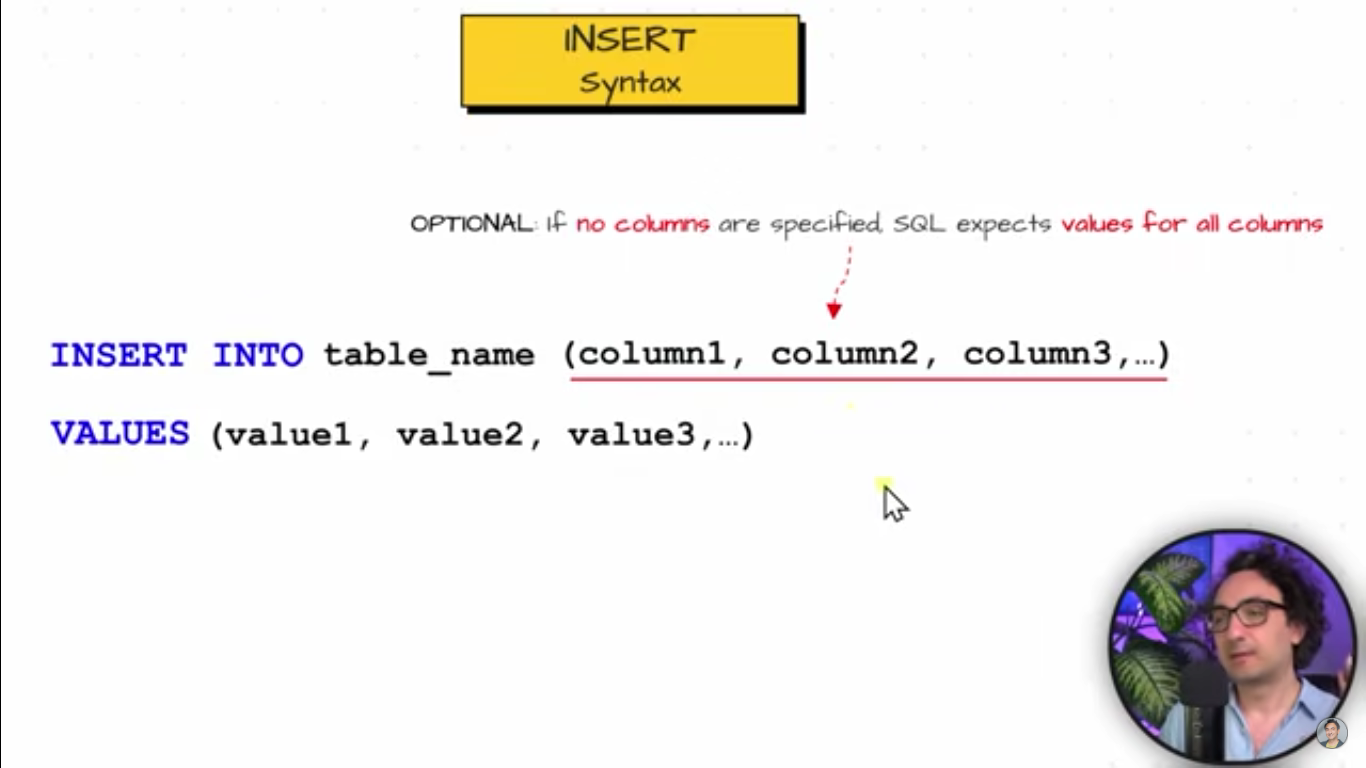 INSERT
Syntax
OPTIONAL: If no columns are specified, SQL expects values for all columns
INSERT INTO table_name (column1, column2, column3,…)
VALUES (value1, value2, value3,…)